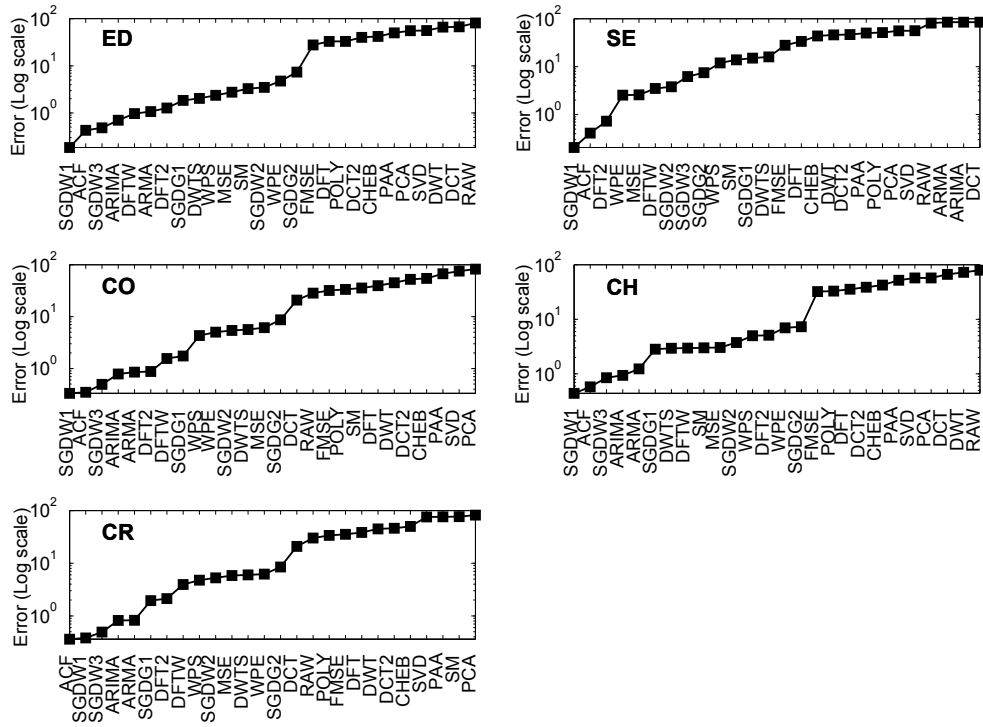 ED
Error (Log scale)
10^2
10^1
10^0
SGDW1
ACF
SGDW3
ARIMA
DFTW
ARMA
DFT2
SGDG1
DWTS
WPS
MSE
SM
SGDW2
WPE
SGDG2
FMSE
DFT
POLY
DCT2
CHEB
PAA
PCA
SVD
DWT
DCT
RAW
SE
Error (Log scale)
10^2
10^1
10^0
SGDW1
ACF
DFT2
WPE
MSE
DFTW
SGDW2
SGDW3
SGDG2
WPS
SM
SGDG1
DWTS
FMSE
DFT
CHEB
DWT
DCT2
PAA
POLY
PCA
SVD
RAW
ARMA
ARIMA
DCT
CO
Error (Log scale)
10^2
10^0
SGDW1
ACF
SGDW3
ARIMA
ARMA
DFT2
DFTW
SGDG1
WPS
WPE
SGDW2
DWTS
MSE
SGDG2
DCT
RAW
FMSE
POLY
SM
DFT
DWT
DCT2
CHEB
PAA
SVD
PCA
CH
Error (Log scale)
10^2
10^1
10^0
SGDW1
ACF
SGDW3
ARIMA
ARMA
SGDG1
DWTS
DFTW
SM
MSE
SGDW2
WPS
DFT2
WPE
SGDG2
FMSE
POLY
DFT
DCT2
CHEB
PAA
SVD
PCA
DCT
DWT
RAW
CR
Error (Log scale)
10^2
10^0
ACF
SGDW1
SGDW3
ARIMA
ARMA
SGDG1
DFT2
DFTW
WPS
SGDW2
MSE
DWTS
WPE
SGDG2
DCT
RAW
POLY
FMSE
DFT
DWT
DCT2
CHEB
SVD
PAA
SM
PCA